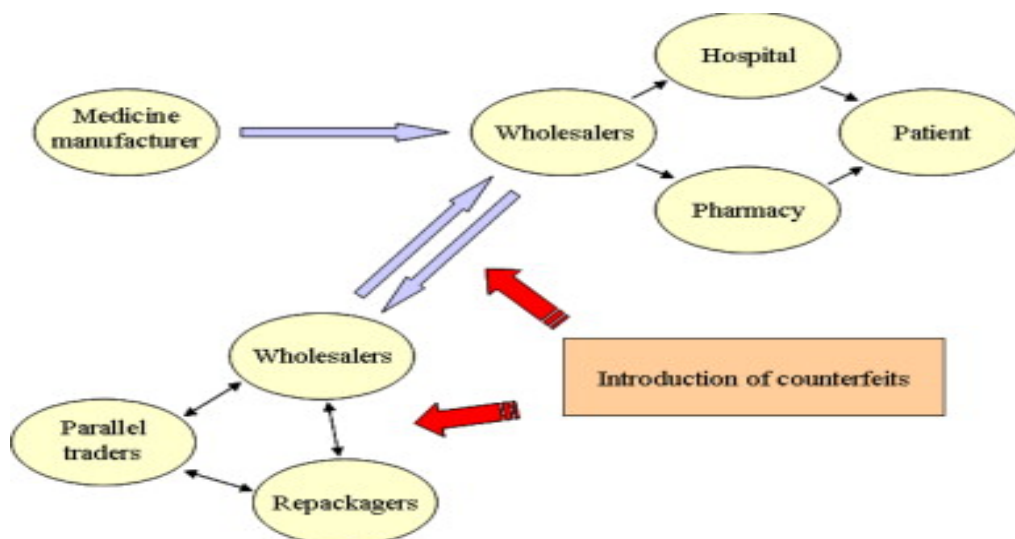 Hospital
Medicine
manufacturer
Wholesalers
Patient
Pharmacy
Wholesalers
Introduction of counterfeits
Parallel
traders
Repackagers